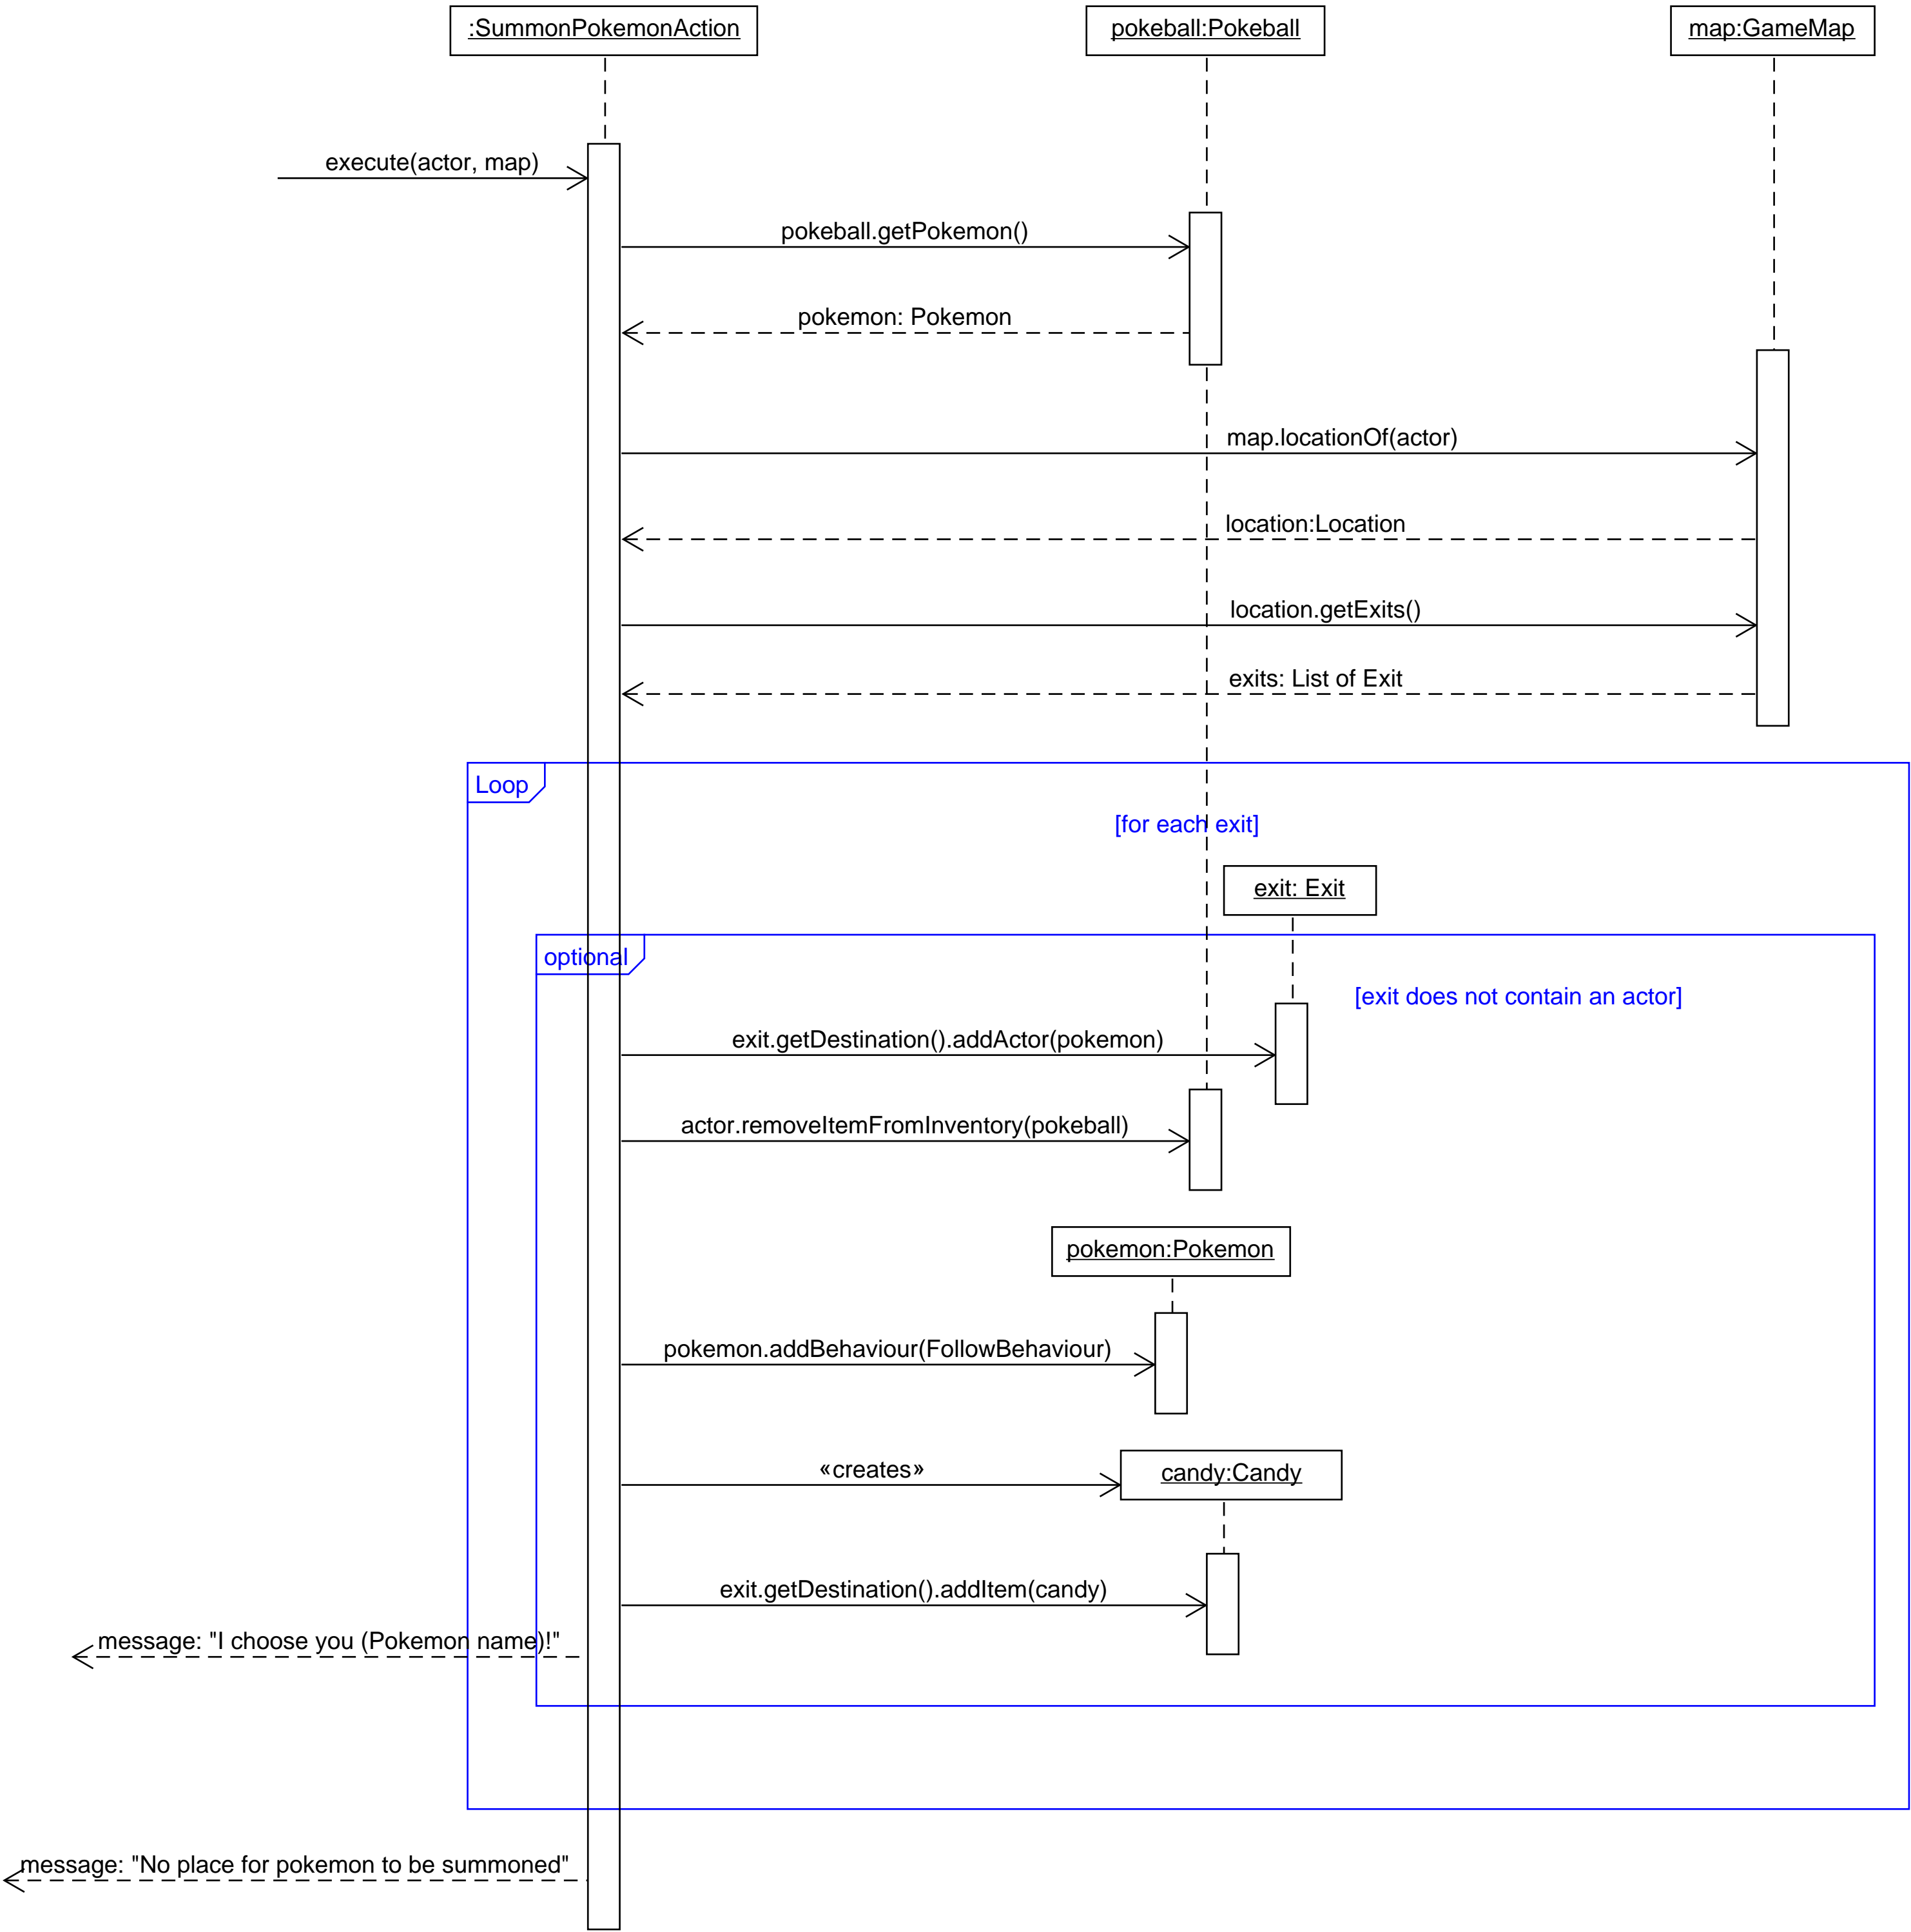 :SummonPokemonAction
pokeball:Pokeball
map:GameMap
execute(actor, map)
pokeball.getPokemon()
pokemon: Pokemon
map.locationOf(actor)
location:Location
location.getExits()
exits: List of Exit
Loop
[for each exit]
exit: Exit
optional
[exit does not contain an actor]
exit.getDestination().addActor(pokemon)
actor.removeItemFromInventory(pokeball)
pokemon:Pokemon
pokemon.addBehaviour(FollowBehaviour)
«creates»
candy:Candy
exit.getDestination().addItem(candy)
message: "I choose you (Pokemon name)!"
message: "No place for pokemon to be summoned"